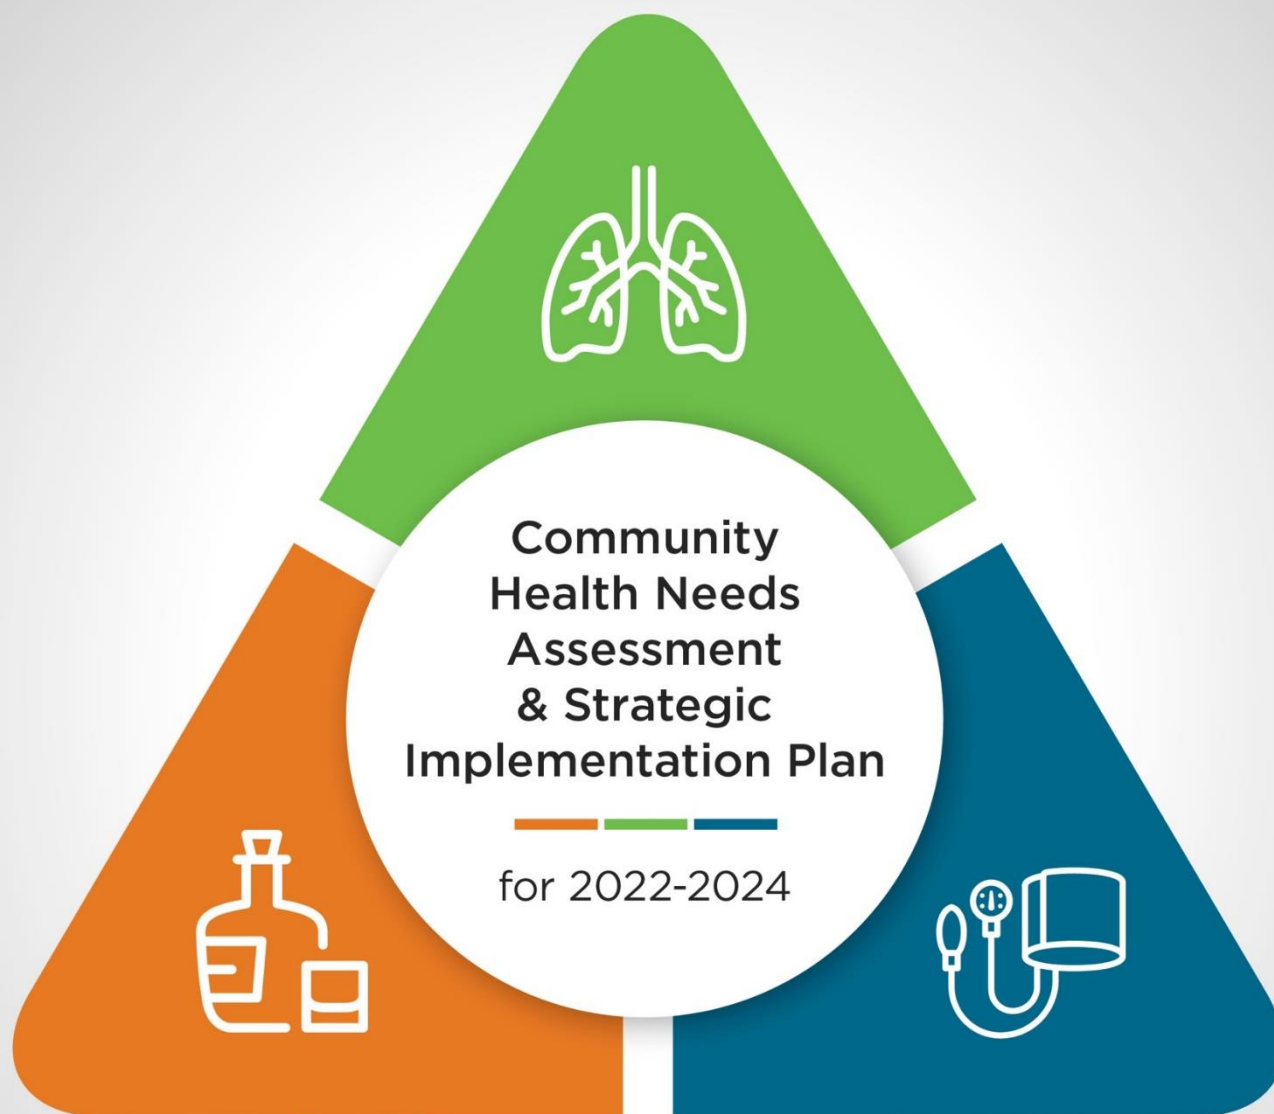 Community
Health Needs
Assessment
& Strategic
Implementation Plan
for 2022-2024